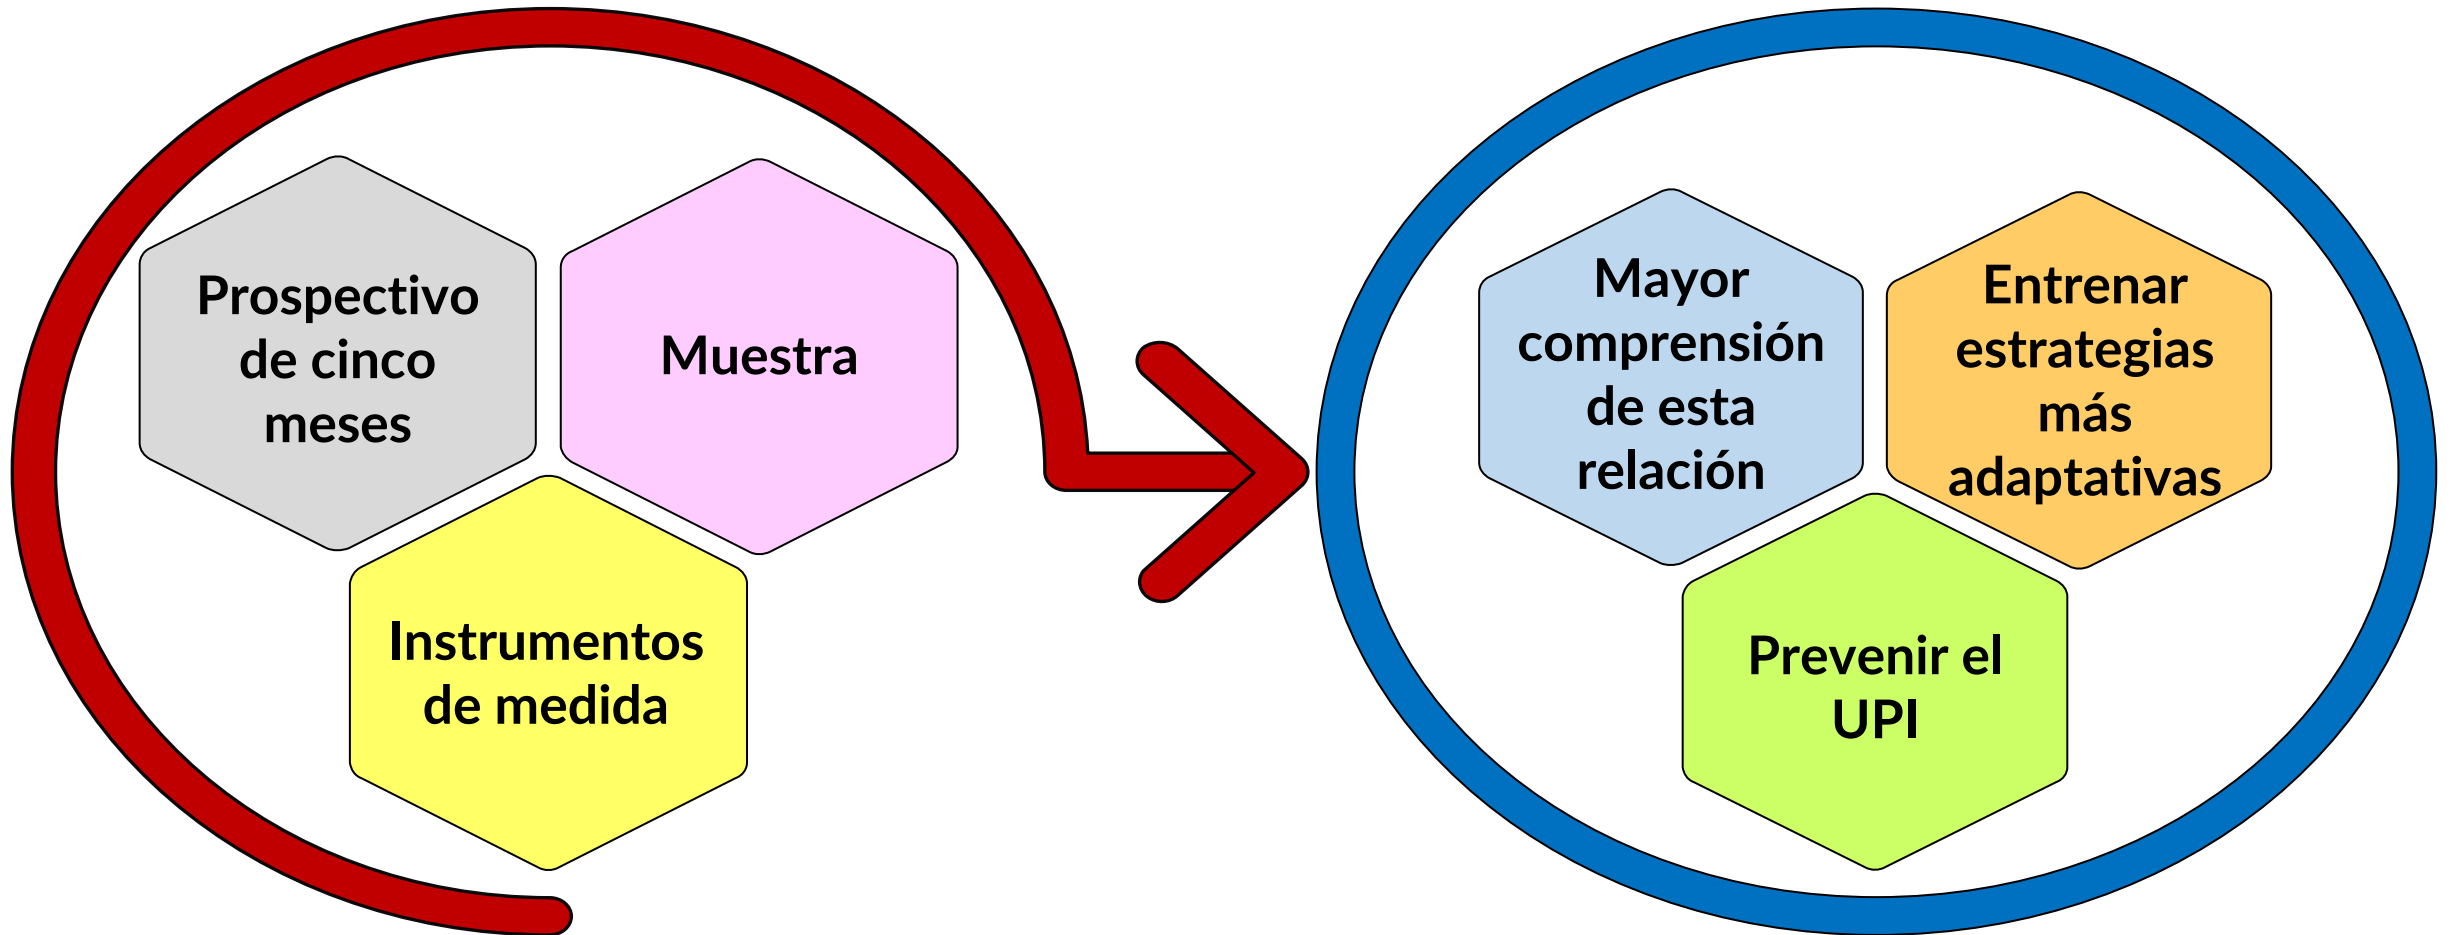 Prospectivo
de cinco
meses
Muestra
Instrumentos
de medida
Mayor
comprensión
de esta
relación
Entrenar
estrategias
más
adaptativas
Prevenir el
UPI